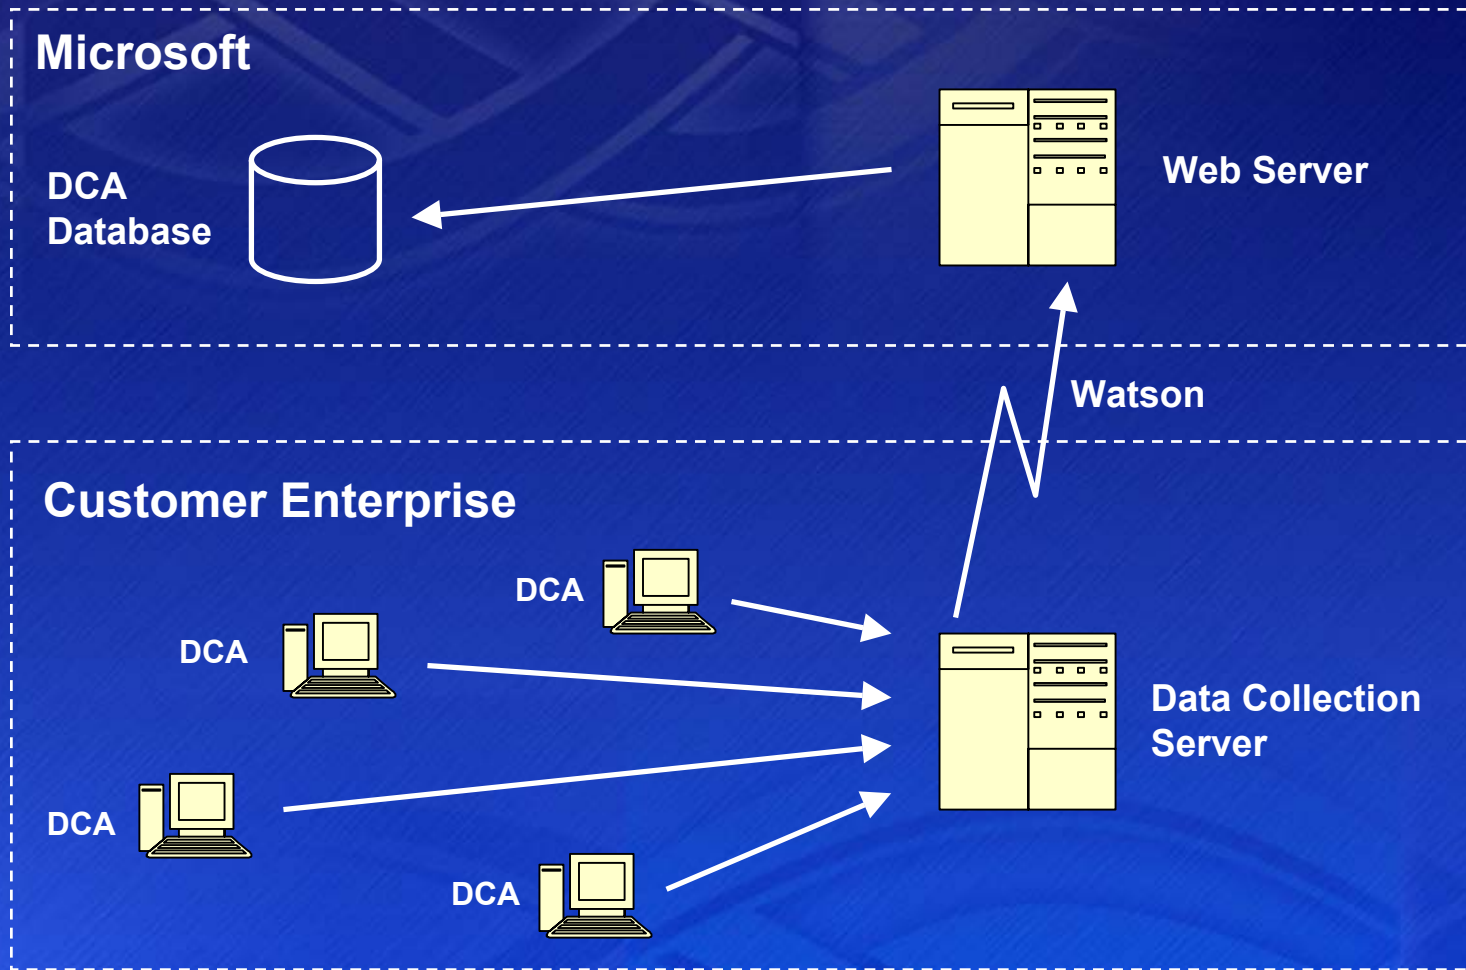 Microsoft
DCA
Database
Web Server
Watson
Customer Enterprise
DCA
DCA
Data Collection
Server
DCA
DCA